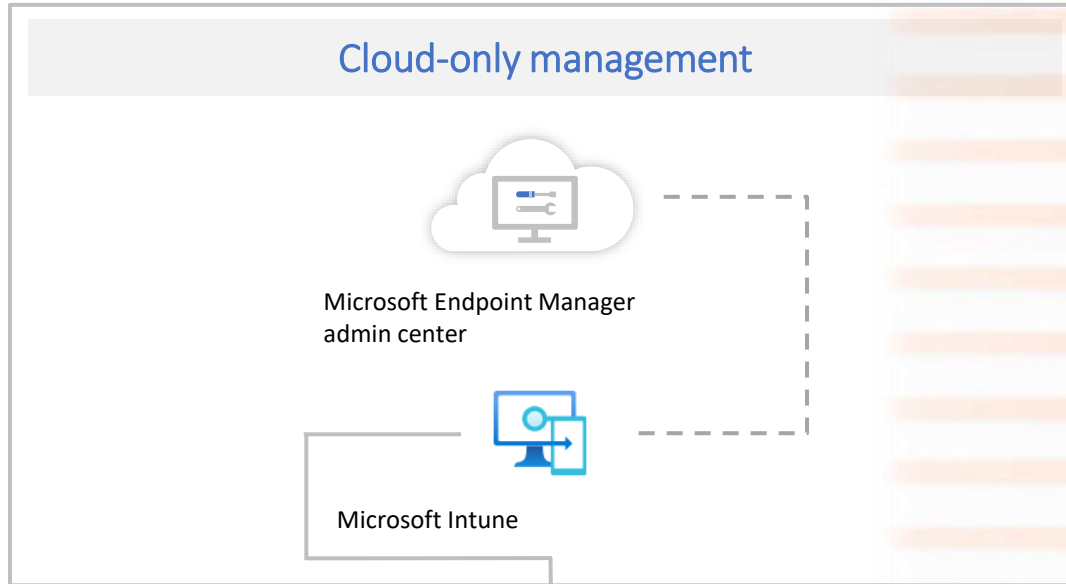 Cloud-only management
Microsoft Endpoint Manager
admin center
Microsoft Intune